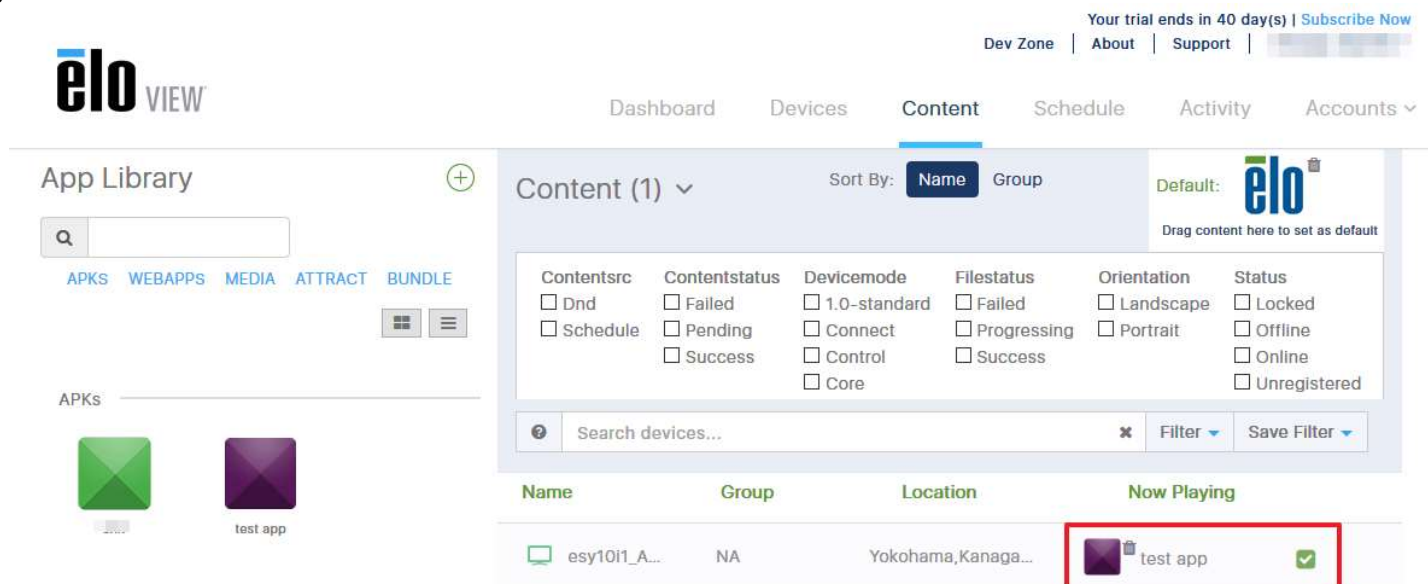 Your trial ends in 40 day(s) | Subscribe Now
Dev Zone | About | Support |
ēlo VIEW
Dashboard Devices Content Schedule Activity Accounts
App Library
APKS WEBAPPS MEDIA ATTRACT BUNDLE
APKs
test app
Content (1)
Sort By: Name Group
Default: ēlo
Drag content here to set as default
Contentsrc Contentstatus Devicemode Filestatus Orientation Status
Dnd Failed 1.0-standard Failed Landscape Locked
Schedule Pending Connect Progressing Portrait Offline
Success Control Success Online
Core Unregistered
Search devices... Filter Save Filter
Name Group Location Now Playing
esy10i1_A... NA Yokohama,Kanaga... test app